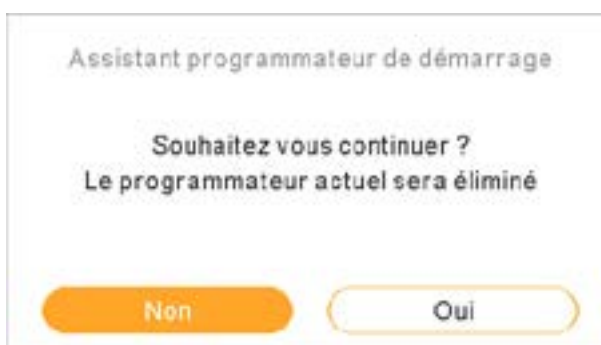 Assistant programmateur de démarrage
Souhaitez vous continuer ?
Le programmateur actuel sera éliminé
Non
Oui